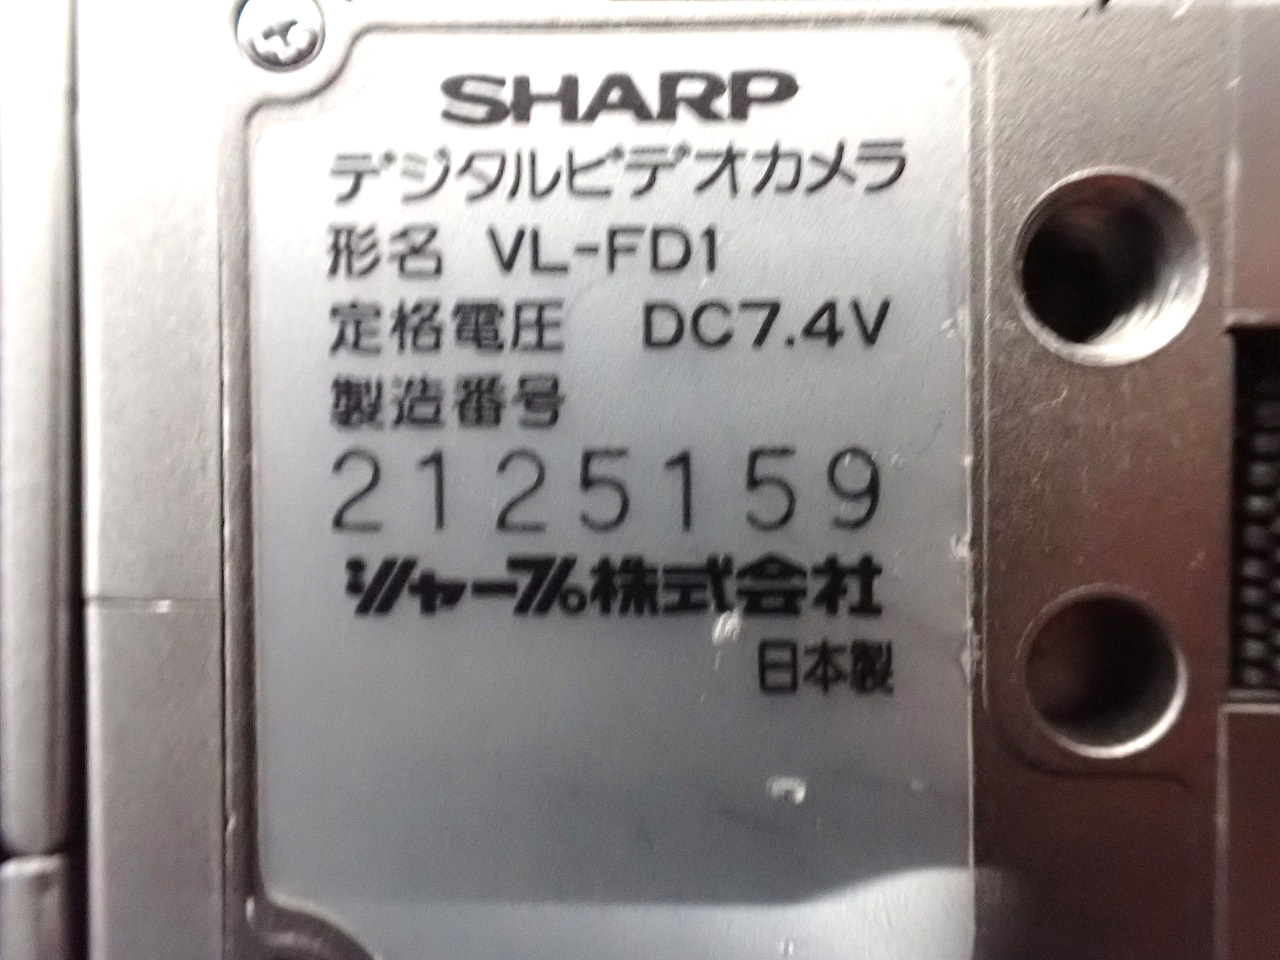 SHARP
デジタルビデオカメラ
形名 VL-FD1
定格電圧 DC7.4V
製造番号
2125159
シャープ株式会社
日本製